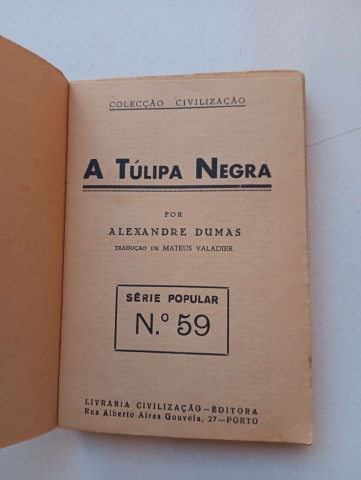 COLECÇÃO CIVILIZAÇÃO
A TÚLIPA NEGRA
POR
ALEXANDRE DUMAS
TRADUÇÃO DE MATEUS VALADIER
SÉRIE POPULAR
N.º 59
LIVRARIA CIVILIZAÇÃO—EDITORA
Rua Alberto Aires Gouveia, 27—PORTO